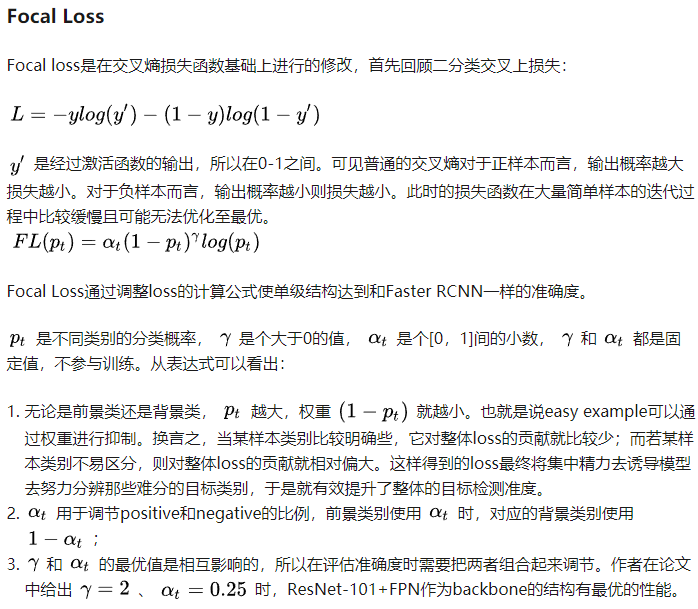 Focal Loss
Focal loss是在交叉熵损失函数基础上进行的修改，首先回顾二分类交叉上损失：
L = −ylog(y′) − (1 − y)log(1 − y′)
y′ 是经过激活函数的输出，所以在0-1之间。可见普通的交叉熵对于正样本而言，输出概率越大
损失越小。对于负样本而言，输出概率越小则损失越小。此时的损失函数在大量简单样本的迭代过
程中比较缓慢且可能无法优化至最优。
FL(pₜ) = αₜ(1 − pₜ)^γ log(pₜ)
Focal Loss通过调整loss的计算公式使单级结构达到和Faster RCNN一样的准确度。
pₜ 是不同类别的分类概率， γ 是个大于0的值， αₜ 是个[0，1]间的小数， γ 和 αₜ 都是固
定值，不参与训练。从表达式可以看出：
1. 无论是前景类还是背景类， pₜ 越大，权重 (1 − pₜ) 就越小。也就是说easy example可以通
过权重进行抑制。换言之，当某样本类别比较明确些，它对整体loss的贡献就比较少；而若某样
本类别不易区分，则对整体loss的贡献就相对偏大。这样得到的loss最终将集中精力去诱导模型
去努力分辨那些难分的目标类别，于是就有效提升了整体的目标检测准度。
2. αₜ 用于调节positive和negative的比例，前景类别使用 αₜ 时，对应的背景类别使用
1 − αₜ ；
3. γ 和 αₜ 的最优值是相互影响的，所以在评估准确度时需要把两者组合起来调节。作者在论文
中给出 γ = 2 、 αₜ = 0.25 时，ResNet-101+FPN作为backbone的结构有最优的性能。